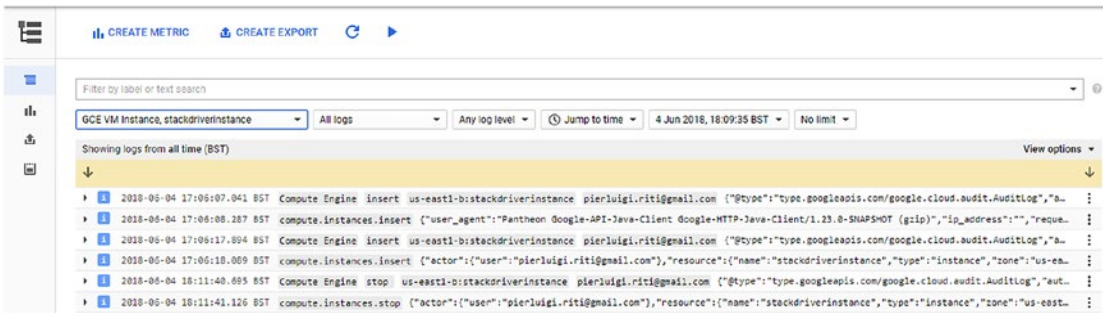 CREATE METRIC CREATE EXPORT
Filter by label or text search
GCE VM Instance, stackdriverinstance All logs Any log level Jump to time 4 Jun 2018, 18:09:35 BST No limit
Showing logs from all time (BST) View options
2018-06-04 17:06:07.041 BST Compute Engine insert us-east1-b:stackdriverinstance pierluigi.riti@gmail.com {"@type":"type.googleapis.com/google.cloud.audit.AuditLog","a…
2018-06-04 17:06:08.287 BST compute.instances.insert {"user_agent":"Pantheon Google-API-Java-Client Google-HTTP-Java-Client/1.23.0-SNAPSHOT (gzip)","ip_address":"","reque…
2018-06-04 17:06:17.894 BST Compute Engine insert us-east1-b:stackdriverinstance pierluigi.riti@gmail.com {"@type":"type.googleapis.com/google.cloud.audit.AuditLog","a…
2018-06-04 17:06:18.089 BST compute.instances.insert {"actor":{"user":"pierluigi.riti@gmail.com"},"resource":{"name":"stackdriverinstance","type":"instance","zone":"us-ea…
2018-06-04 18:11:40.695 BST Compute Engine stop us-east1-b:stackdriverinstance pierluigi.riti@gmail.com {"@type":"type.googleapis.com/google.cloud.audit.AuditLog","aut…
2018-06-04 18:11:41.126 BST compute.instances.stop {"actor":{"user":"pierluigi.riti@gmail.com"},"resource":{"name":"stackdriverinstance","type":"instance","zone":"us-east…